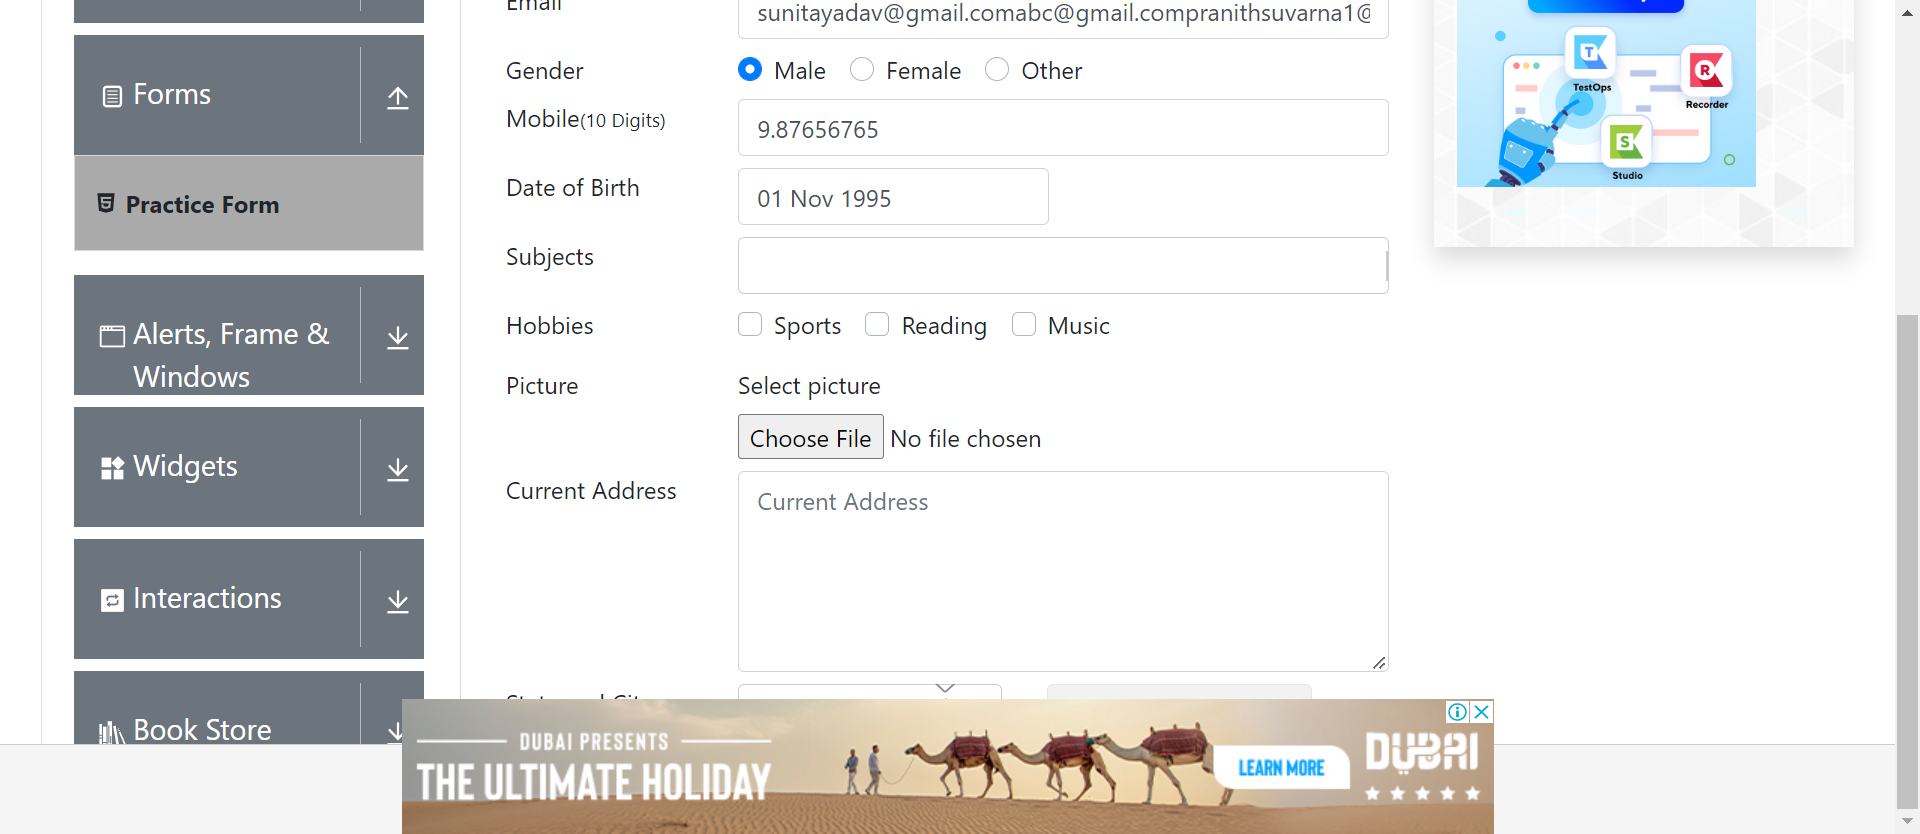 Email
sunitayadav@gmail.comabc@gmail.compranithsuvarna1@
Forms
Gender
Male
Female
Other
Mobile(10 Digits)
9.87656765
Practice Form
Date of Birth
01 Nov 1995
Subjects
Alerts, Frame &
Windows
Hobbies
Sports
Reading
Music
Picture
Select picture
Choose File
No file chosen
Widgets
Current Address
Current Address
Interactions
Book Store
TestOps
Recorder
Studio
DUBAI PRESENTS
THE ULTIMATE HOLIDAY
LEARN MORE
DUBAI